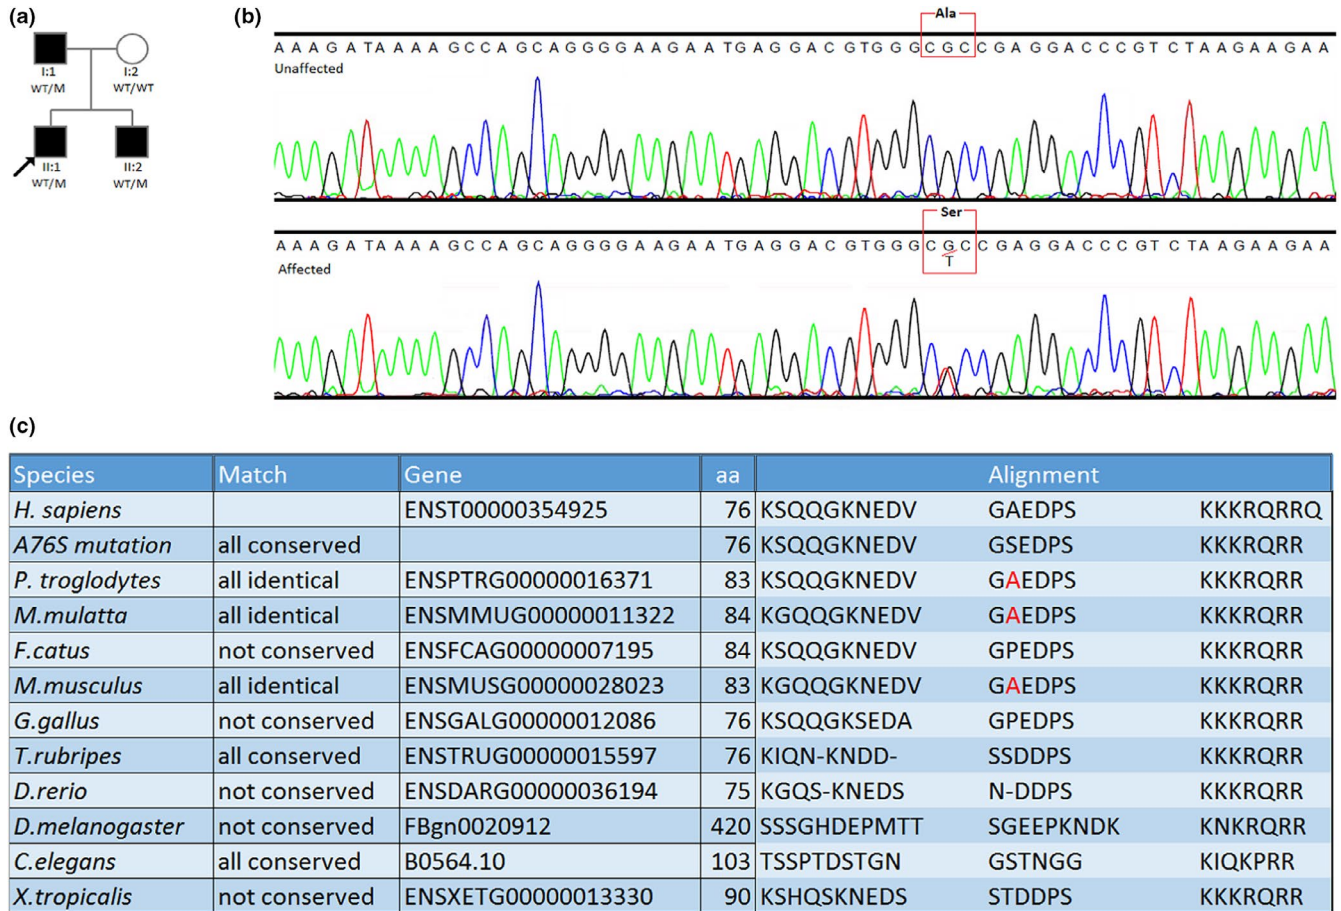 (a)
I:1
WT/M
I:2
WT/WT
II:1
WT/M
II:2
WT/M
(b)
Ala
A A A G A T A A A A G C C A G C A G G G G A A G A A T G A G G A C G T G G G C G C C G A G G A C C C G T C T A A G A A G A A
Unaffected
Ser
A A A G A T A A A A G C C A G C A G G G G A A G A A T G A G G A C G T G G G C G C C G A G G A C C C G T C T A A G A A G A A
T
Affected
(c)
Species Match Gene aa Alignment
H. sapiens ENST00000354925 76 KSQQGKNEDV GAEDPS KKKRQRRQ
A76S mutation all conserved 76 KSQQGKNEDV GSEDPS KKKRQRR
P. troglodytes all identical ENSPTRG00000016371 83 KSQQGKNEDV GAEDPS KKKRQRR
M.mulatta all identical ENSMMUG00000011322 84 KGQQGKNEDV GAEDPS KKKRQRR
F.catus not conserved ENSFCAG00000007195 84 KSQQGKNEDV GPEDPS KKKRQRR
M.musculus all identical ENSMUSG00000028023 83 KGQQGKNEDV GAEDPS KKKRQRR
G.gallus not conserved ENSGALG00000012086 76 KSQQGKSEDA GPEDPS KKKRQRR
T.rubripes all conserved ENSTRUG00000015597 76 KIQN-KNDD- SSDDPS KKKRQRR
D.rerio not conserved ENSDARG00000036194 75 KGQS-KNEDS N-DDPS KKKRQRR
D.melanogaster not conserved FBgn0020912 420 SSSGHDEPMTT SGEEPKNDK KNKRQRR
C.elegans all conserved B0564.10 103 TSSPTDSTGN GSTNGG KIQKPRR
X.tropicalis not conserved ENSXETG00000013330 90 KSHQSKNEDS STDDPS KKKRQRR